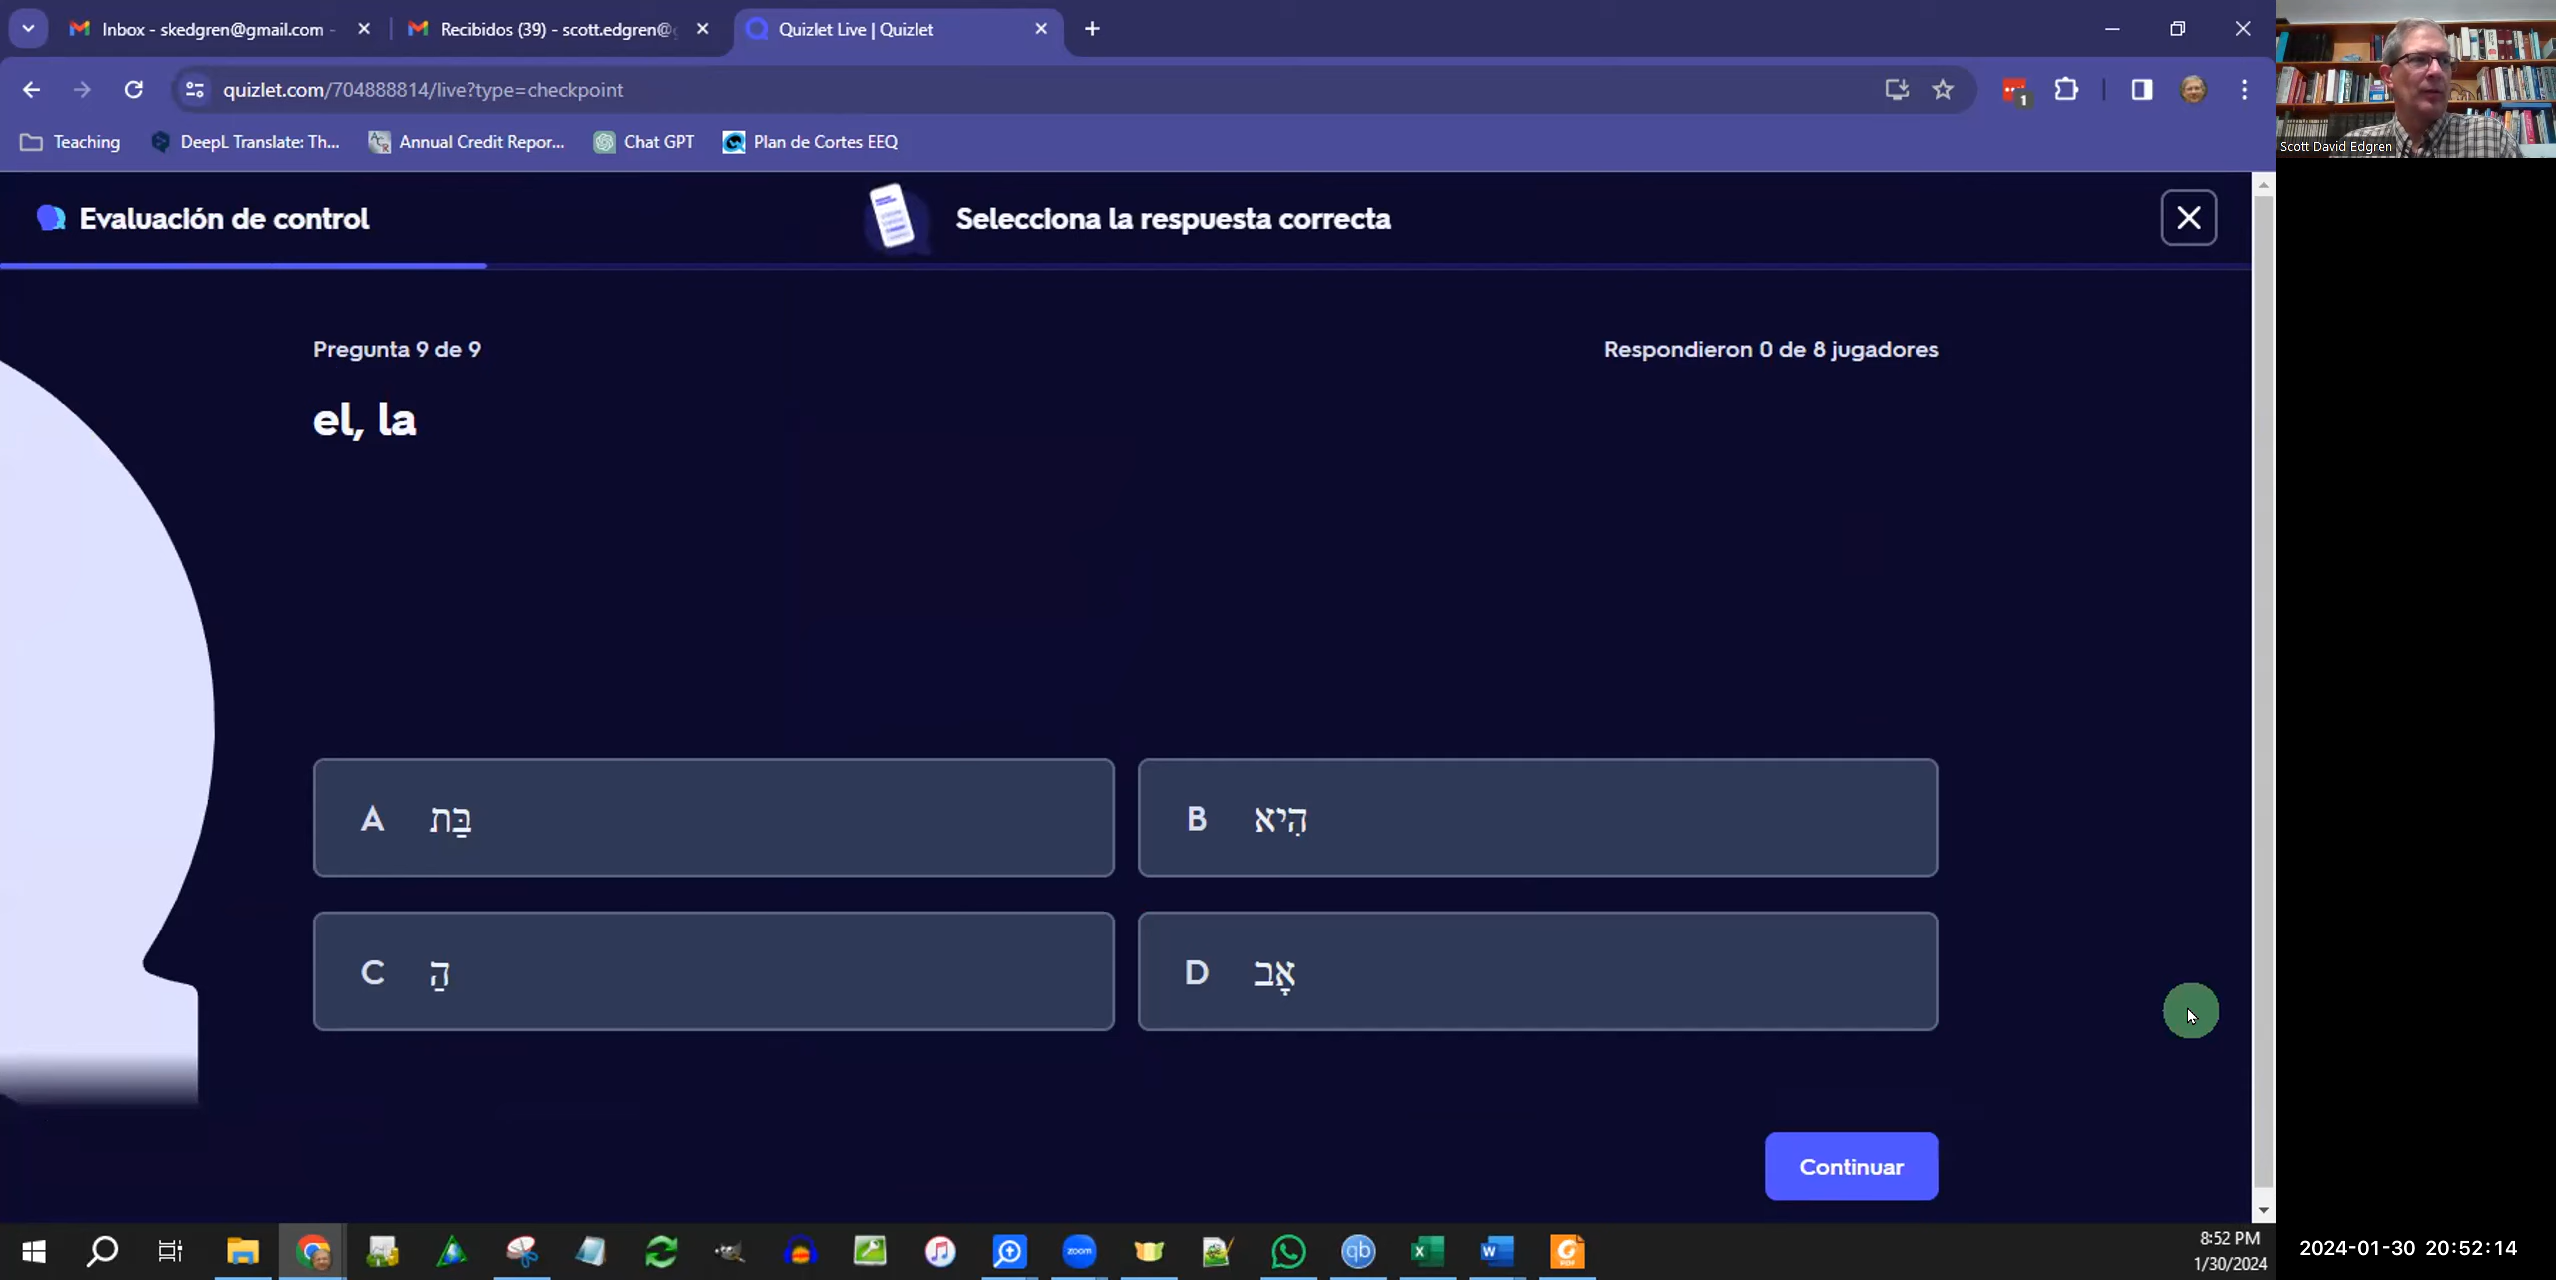 Inbox - skedgren@gmail.com -
Recibidos (39) - scott.edgren@g
Quizlet Live | Quizlet
quizlet.com/704888814/live?type=checkpoint
1
Teaching
DeepL Translate: Th...
Annual Credit Repor...
Chat GPT
Plan de Cortes EEQ
Scott David Edgren
Evaluación de control
Selecciona la respuesta correcta
Pregunta 9 de 9
Respondieron 0 de 8 jugadores
el, la
A בַּת
B הִיא
C הַ
D אָב
Continuar
zoom
qb
8:52 PM
1/30/2024
2024-01-30 20:52:14